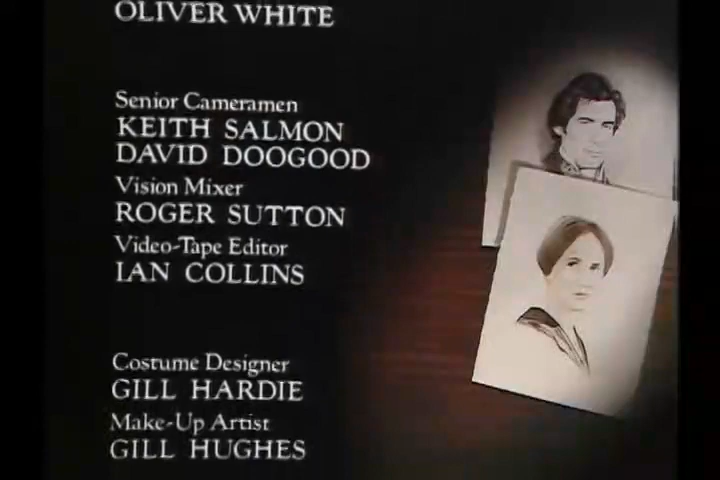 OLIVER WHITE
Senior Cameramen
KEITH SALMON
DAVID DOOGOOD
Vision Mixer
ROGER SUTTON
Video-Tape Editor
IAN COLLINS
Costume Designer
GILL HARDIE
Make-Up Artist
GILL HUGHES